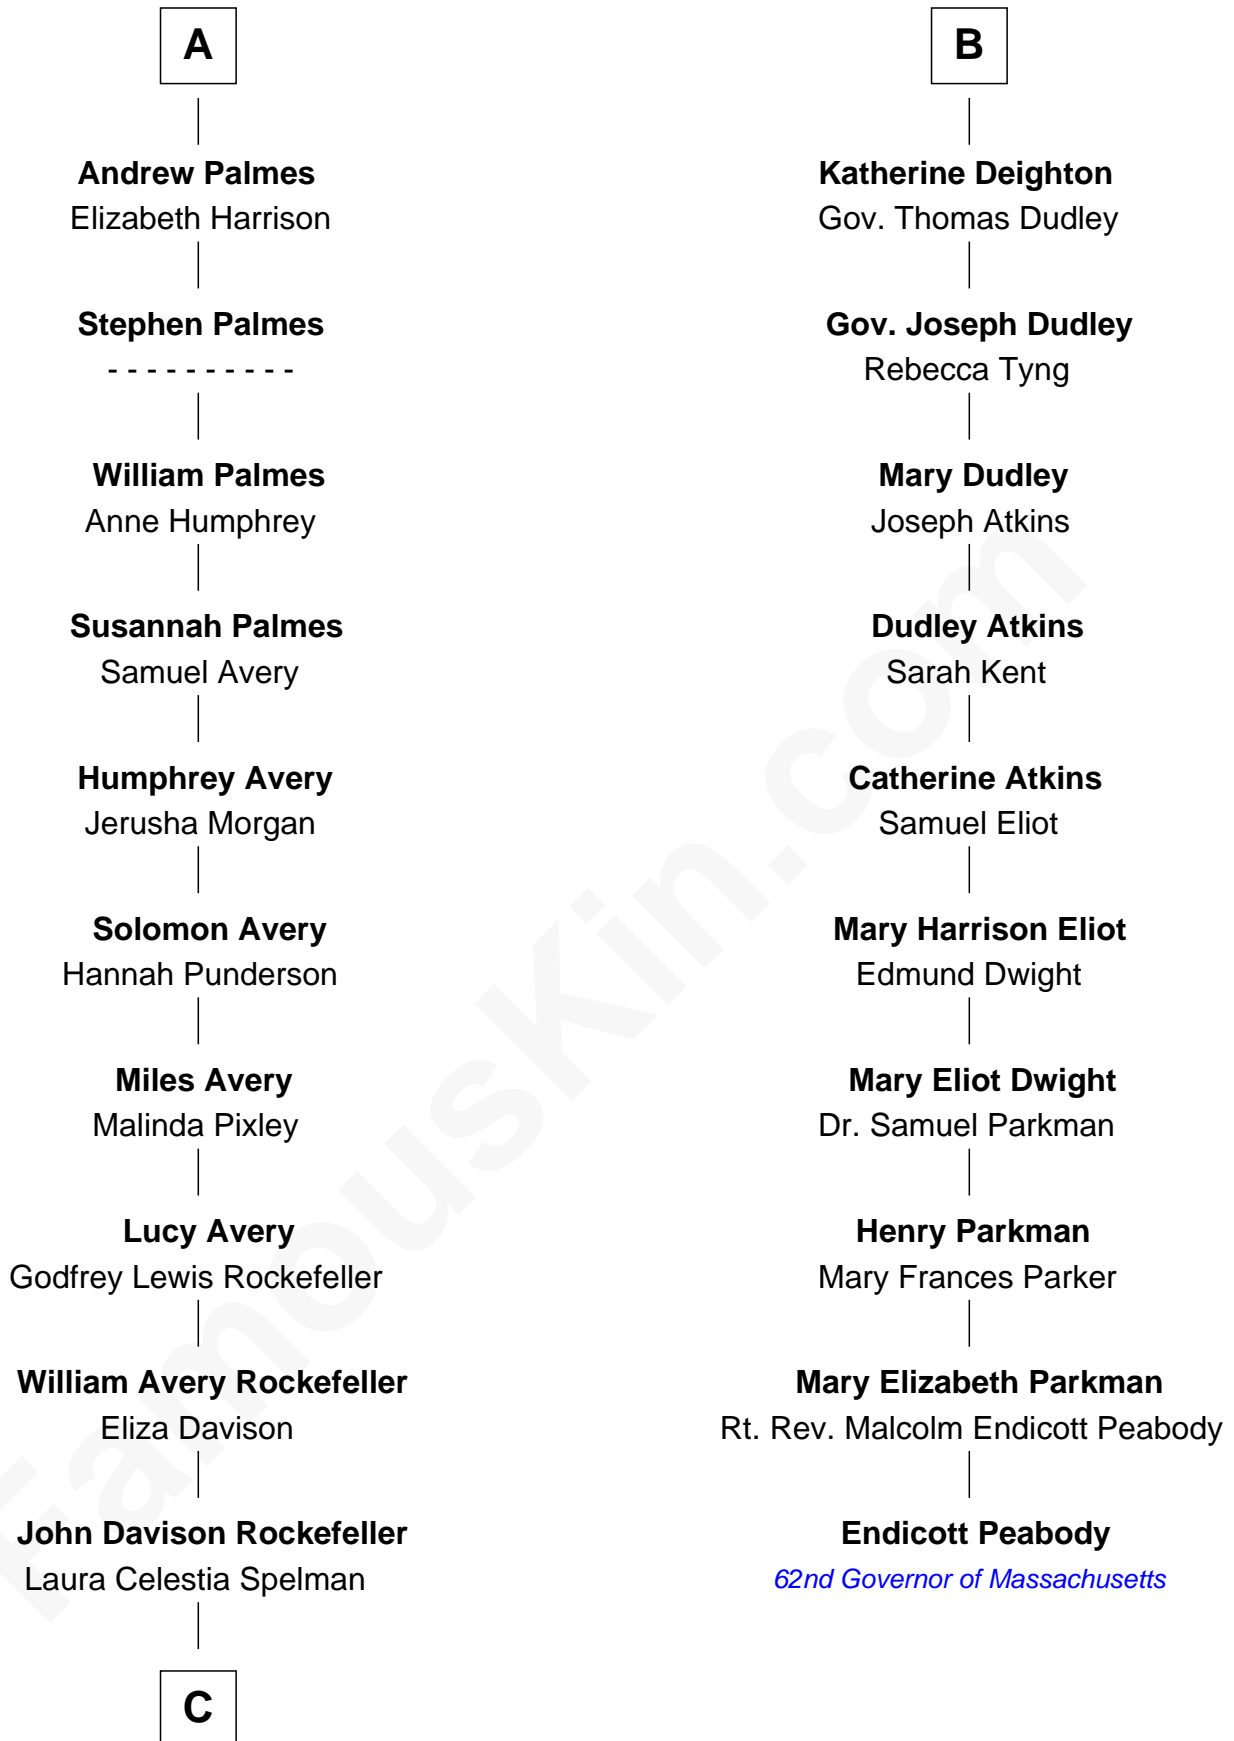 A
Andrew Palmes
Elizabeth Harrison
Stephen Palmes
- - - - - - - - - -
William Palmes
Anne Humphrey
Susannah Palmes
Samuel Avery
Humphrey Avery
Jerusha Morgan
Solomon Avery
Hannah Punderson
Miles Avery
Malinda Pixley
Lucy Avery
Godfrey Lewis Rockefeller
William Avery Rockefeller
Eliza Davison
John Davison Rockefeller
Laura Celestia Spelman
C
B
Katherine Deighton
Gov. Thomas Dudley
Gov. Joseph Dudley
Rebecca Tyng
Mary Dudley
Joseph Atkins
Dudley Atkins
Sarah Kent
Catherine Atkins
Samuel Eliot
Mary Harrison Eliot
Edmund Dwight
Mary Eliot Dwight
Dr. Samuel Parkman
Henry Parkman
Mary Frances Parker
Mary Elizabeth Parkman
Rt. Rev. Malcolm Endicott Peabody
Endicott Peabody
62nd Governor of Massachusetts
FamousKin.com